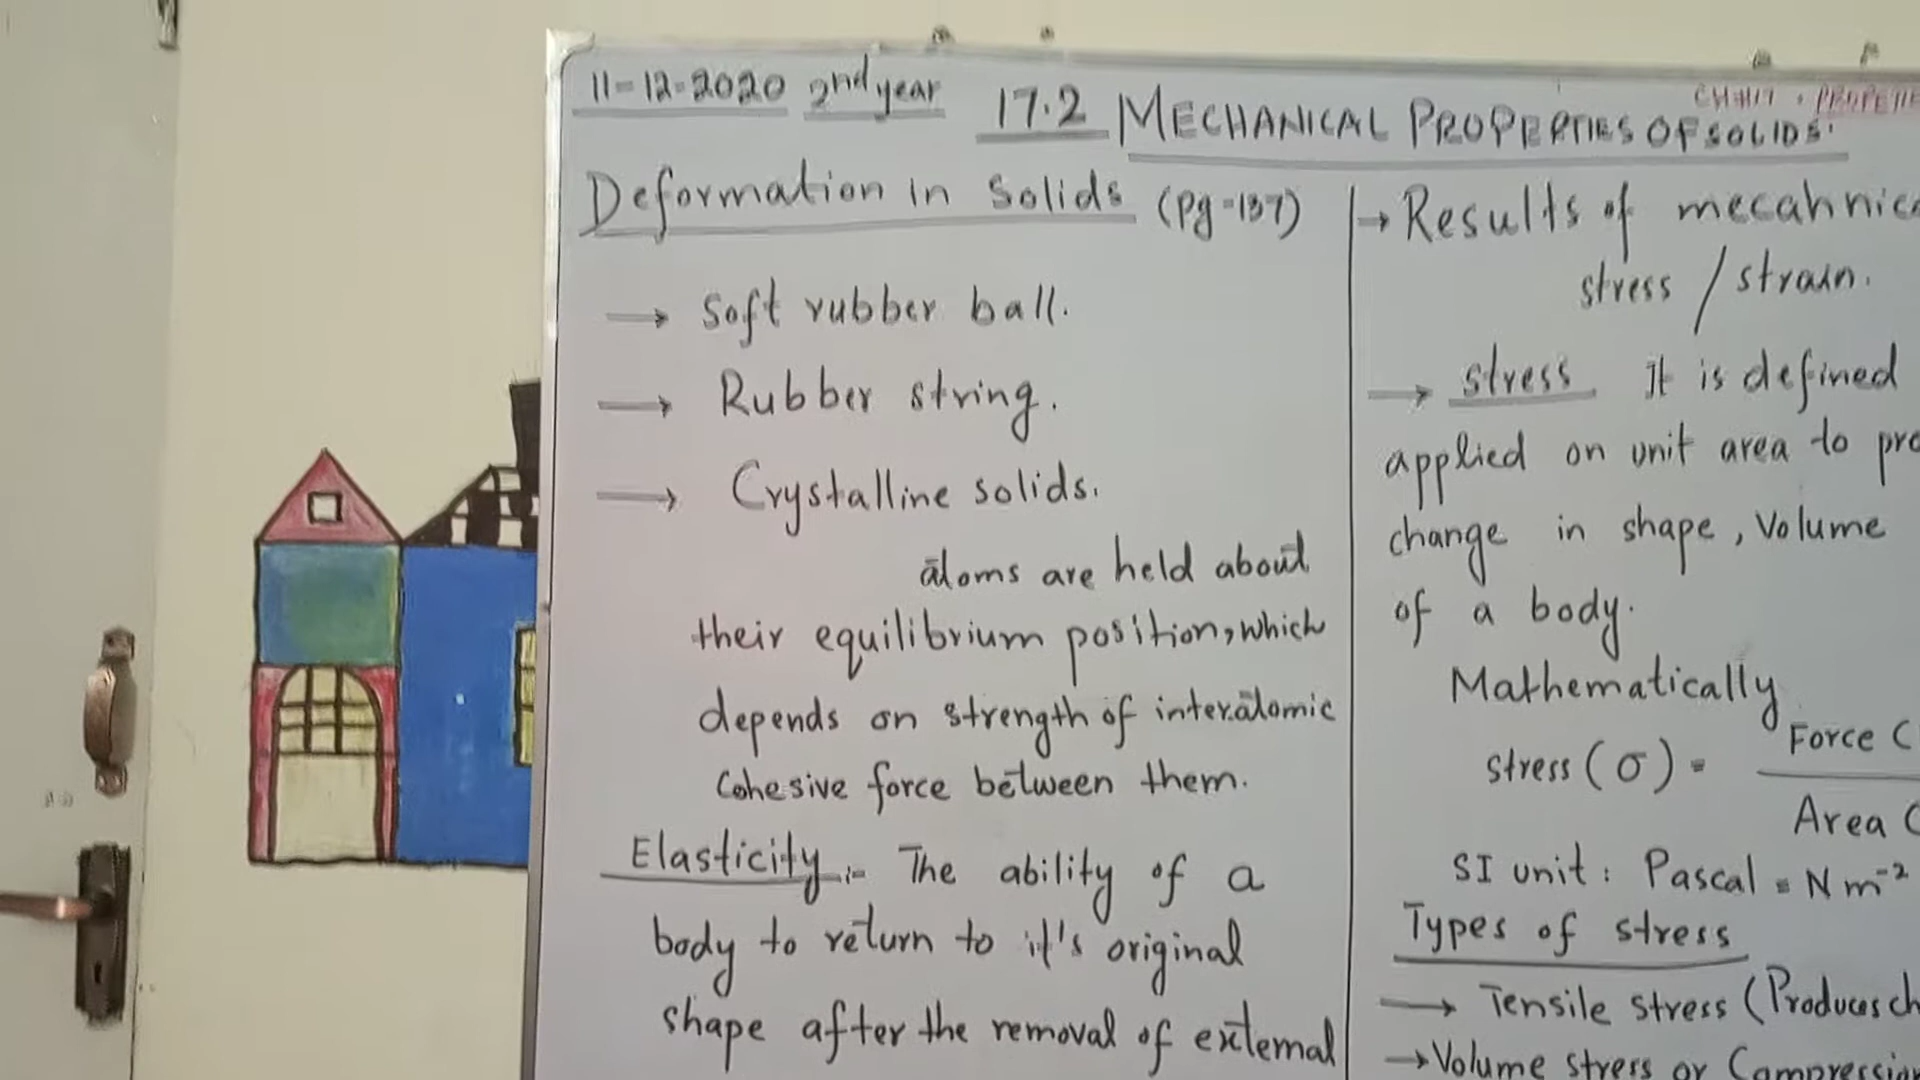 11-12-2020 2nd year 17.2 MECHANICAL PROPERTIES OF SOLIDS.
Deformation in Solids (Pg-137)
→ Soft rubber ball.
→ Rubber string.
→ Crystalline solids.
atoms are held about
their equilibrium position, which
depends on strength of interatomic
Cohesive force between them.
Elasticity:- The ability of a
body to return to it's original
shape after the removal of external
→ Results of mecahnic
stress / strain.
→ stress It is defined
applied on unit area to
change in shape, Volume
of a body.
Mathematically
stress (σ) = Force (
Area (
SI unit: Pascal = N m⁻²
Types of stress
→ Tensile stress (Produces ch
→ Volume stress or Compression